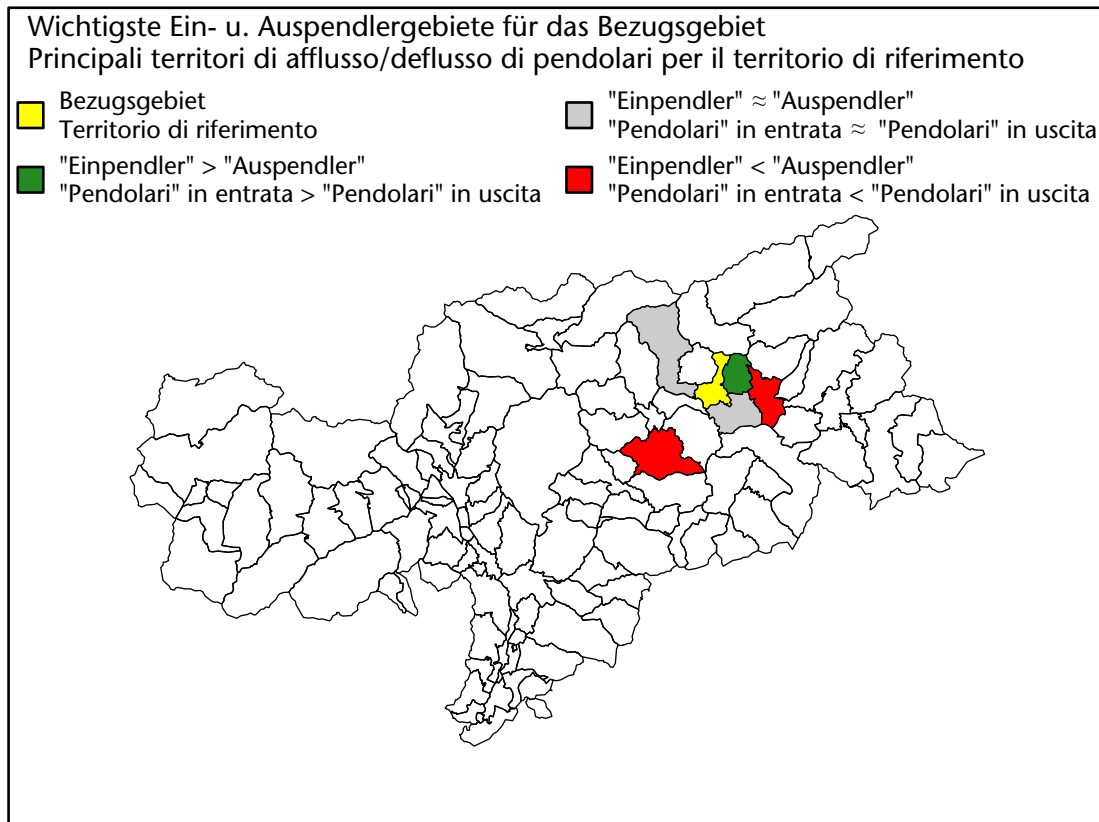 Wichtigste Ein- u. Auspendlergebiete für das Bezugsgebiet
Principali territori di afflusso/deflusso di pendolari per il territorio di riferimento
Bezugsgebiet
Territorio di riferimento
"Einpendler" > "Auspendler"
"Pendolari" in entrata > "Pendolari" in uscita
"Einpendler" ≈ "Auspendler"
"Pendolari" in entrata ≈ "Pendolari" in uscita
"Einpendler" < "Auspendler"
"Pendolari" in entrata < "Pendolari" in uscita